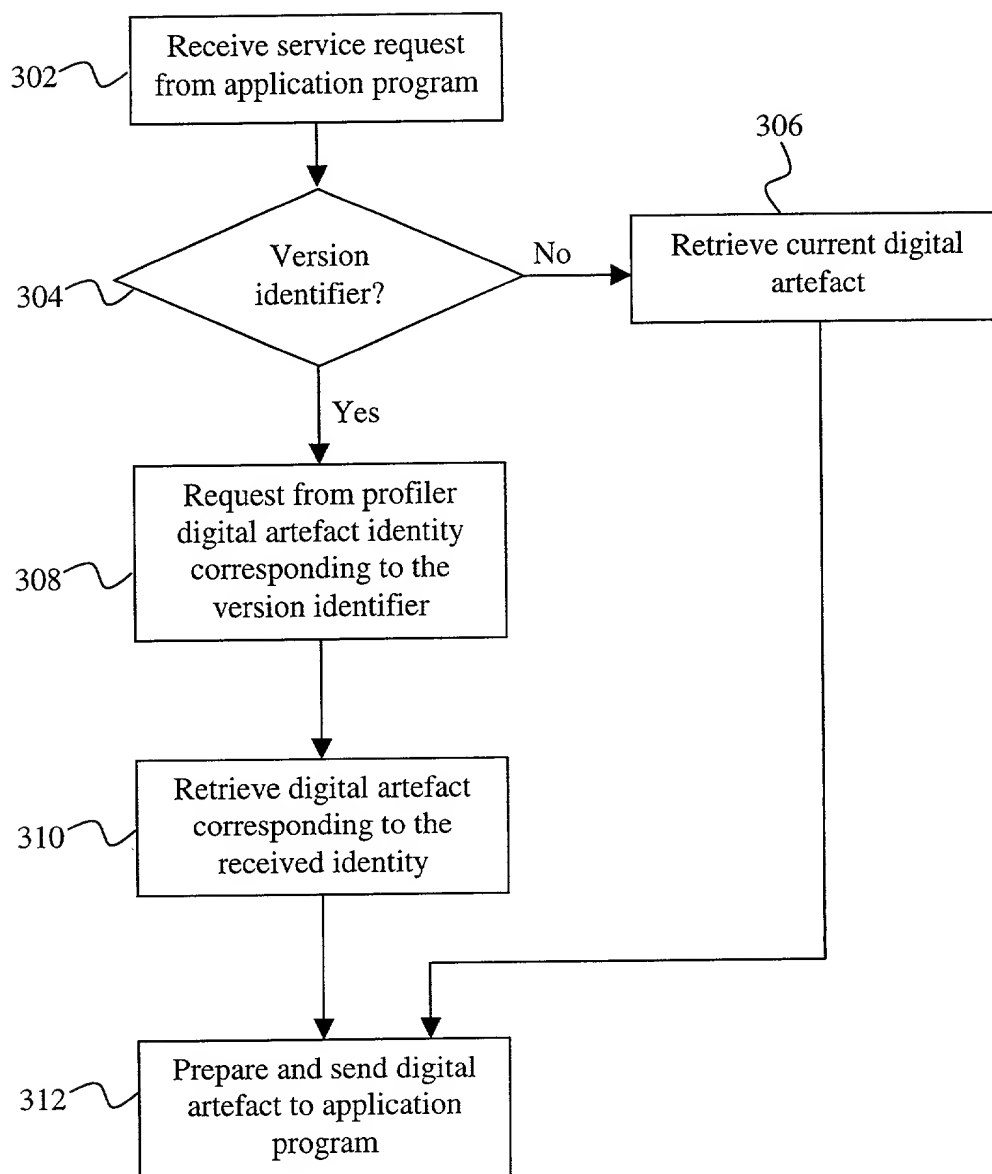 302
Receive service request
from application program
304
Version
identifier?
No
306
Retrieve current digital
artefact
Yes
308
Request from profiler
digital artefact identity
corresponding to the
version identifier
310
Retrieve digital artefact
corresponding to the
received identity
312
Prepare and send digital
artefact to application
program